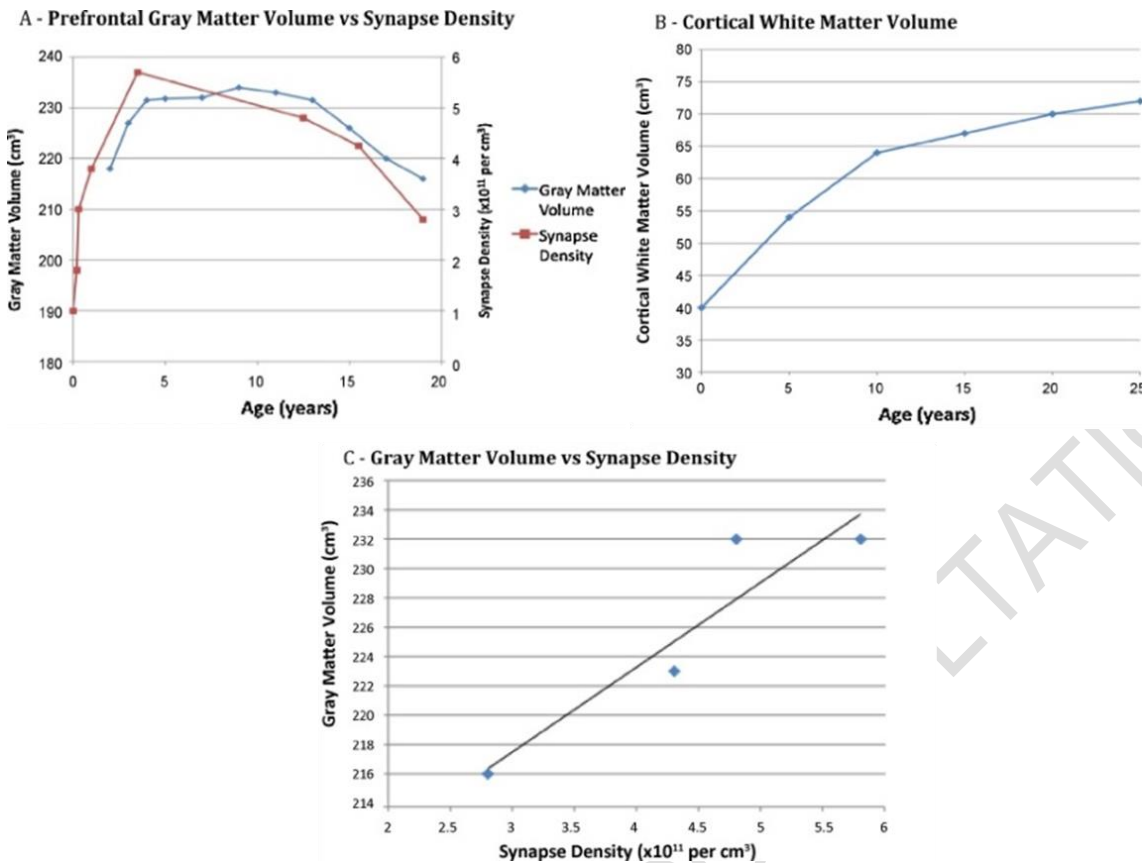 A - Prefrontal Gray Matter Volume vs Synapse Density
240
230
220
210
200
190
180
Gray Matter Volume (cm³)
6
5
4
3
2
1
0
Synapse Density (x10¹¹ per cm³)
0 5 10 15 20
Age (years)
Gray Matter
Volume
Synapse
Density
B - Cortical White Matter Volume
80
75
70
65
60
55
50
45
40
35
30
Cortical White Matter Volume (cm³)
0 5 10 15 20 25
Age (years)
C - Gray Matter Volume vs Synapse Density
236
234
232
230
228
226
224
222
220
218
216
214
Gray Matter Volume (cm³)
2 2.5 3 3.5 4 4.5 5 5.5 6
Synapse Density (x10¹¹ per cm³)